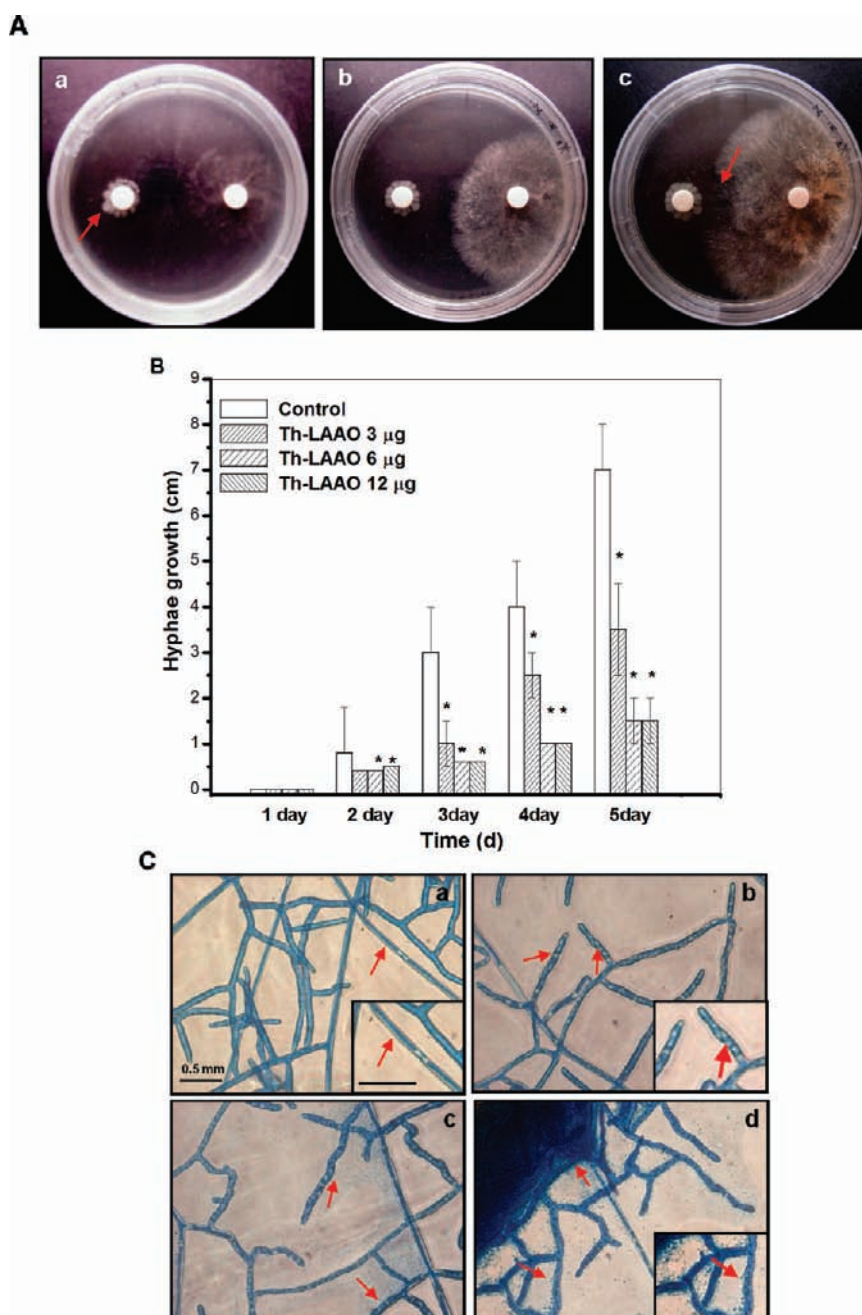 A
a
b
c
B
Control
Th-LAAO 3 µg
Th-LAAO 6 µg
Th-LAAO 12 µg
Hyphae growth (cm)
9
8
7
6
5
4
3
2
1
0
*
*
*
*
*
*
*
*
*
*
*
1 day
2 day
3day
4day
5day
Time (d)
C
a
0.5 mm
b
c
d